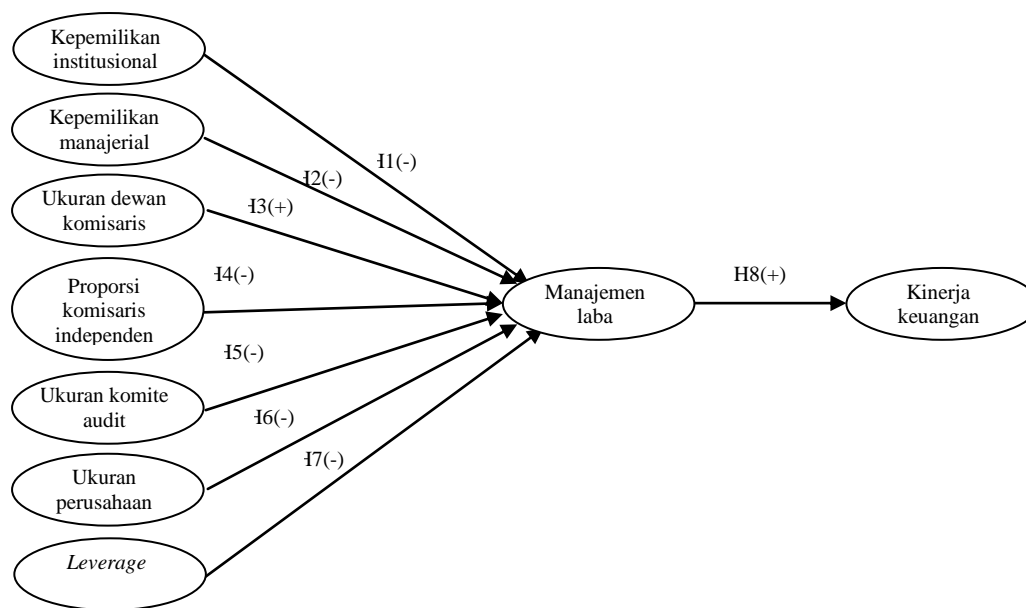 Kepemilikan
institusional
Kepemilikan
manajerial
Ukuran dewan
komisaris
Proporsi
komisaris
independen
Ukuran komite
audit
Ukuran
perusahaan
Leverage
H1(-)
H2(-)
H3(+)
H4(-)
H5(-)
H6(-)
H7(-)
Manajemen
laba
H8(+)
Kinerja
keuangan